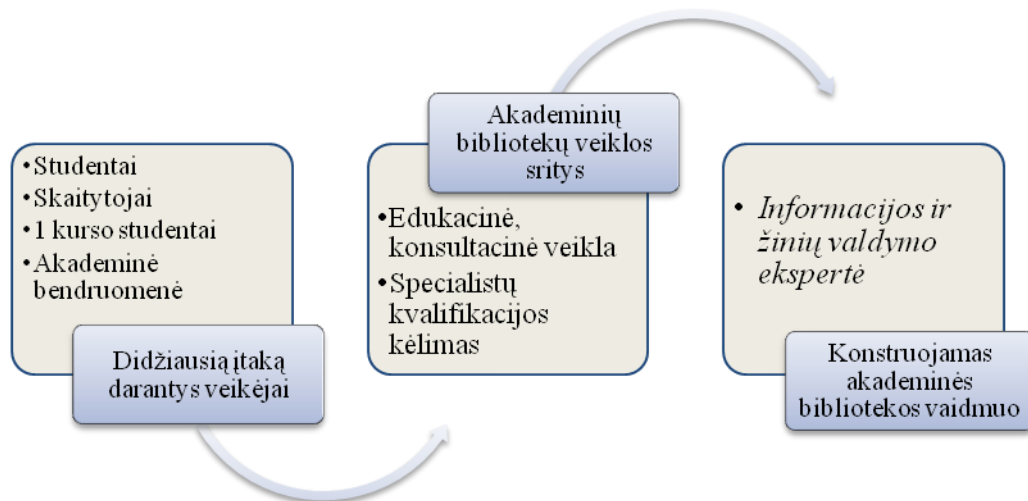 • Studentai
• Skaitytojai
• 1 kurso studentai
• Akademinė
bendruomenė
Didžiausią įtaką
darantys veikėjai
Akademinių
bibliotekų veiklos
sritys
• Edukacinė,
konsultacinė veikla
• Specialistų
kvalifikacijos
kėlimas
• Informacijos ir
žinių valdymo
ekspertė
Konstruojamas
akademinės
bibliotekos vaidmuo